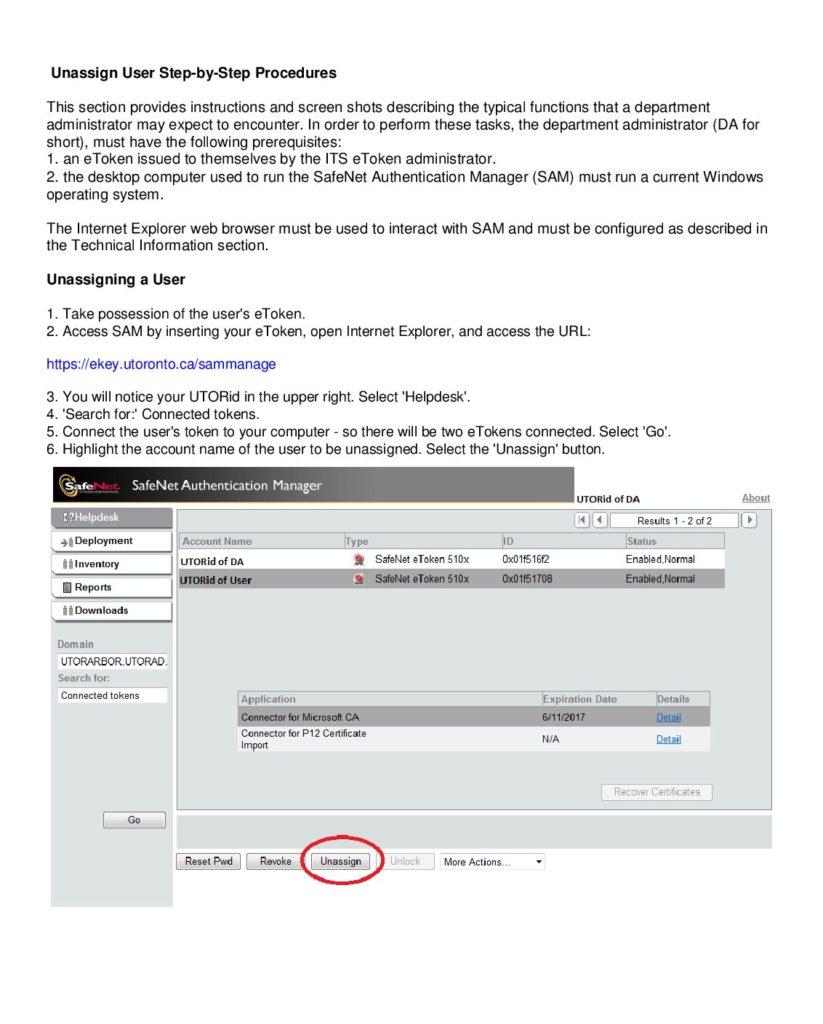 Unassign User Step-by-Step Procedures
This section provides instructions and screen shots describing the typical functions that a department
administrator may expect to encounter. In order to perform these tasks, the department administrator (DA for
short), must have the following prerequisites:
1. an eToken issued to themselves by the ITS eToken administrator.
2. the desktop computer used to run the SafeNet Authentication Manager (SAM) must run a current Windows
operating system.
The Internet Explorer web browser must be used to interact with SAM and must be configured as described in
the Technical Information section.
Unassigning a User
1. Take possession of the user's eToken.
2. Access SAM by inserting your eToken, open Internet Explorer, and access the URL:
https://ekey.utoronto.ca/sammanage
3. You will notice your UTORid in the upper right. Select 'Helpdesk'.
4. 'Search for:' Connected tokens.
5. Connect the user's token to your computer - so there will be two eTokens connected. Select 'Go'.
6. Highlight the account name of the user to be unassigned. Select the 'Unassign' button.
SafeNet. SafeNet Authentication Manager
UTORid of DA About
Helpdesk
Results 1 - 2 of 2
Deployment
Inventory
Reports
Downloads
Account Name Type ID Status
UTORid of DA SafeNet eToken 510x 0x01f516f2 Enabled,Normal
UTORid of User SafeNet eToken 510x 0x01f51708 Enabled,Normal
Domain
UTORARBOR.UTORAD.
Search for:
Connected tokens
Application Expiration Date Details
Connector for Microsoft CA 6/11/2017 Detail
Connector for P12 Certificate
Import N/A Detail
Recover Certificates
Go
Reset Pwd Revoke Unassign Unlock More Actions...